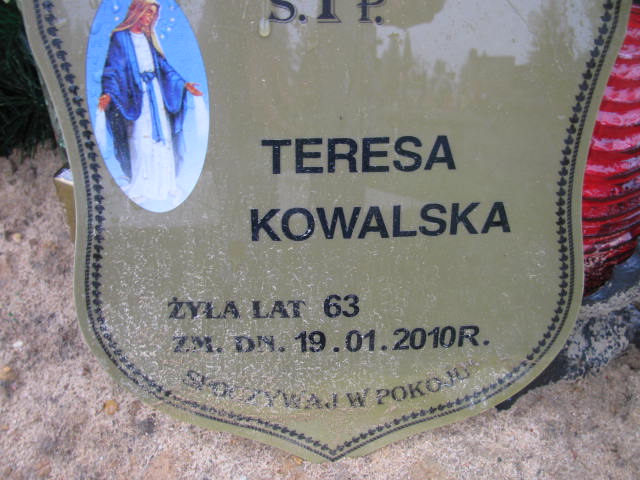 Ś.†P.
TERESA
KOWALSKA
ŻYŁA LAT 63
ZM. DN. 19.01.2010R.
SPOCZYWAJ W POKOJU